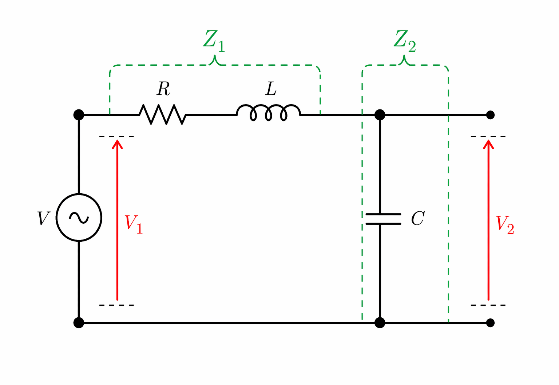 Z₁ Z₂
R L
V V₁ C V₂